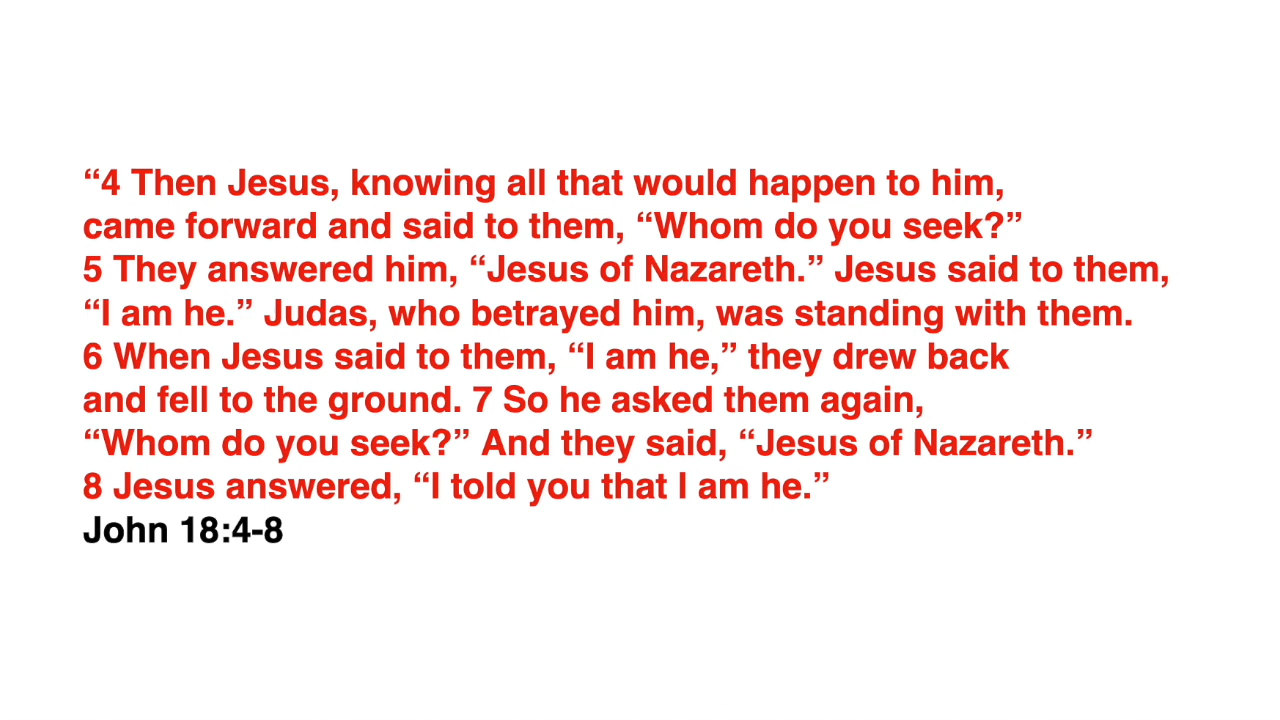 “4 Then Jesus, knowing all that would happen to him,
came forward and said to them, “Whom do you seek?”
5 They answered him, “Jesus of Nazareth.” Jesus said to them,
“I am he.” Judas, who betrayed him, was standing with them.
6 When Jesus said to them, “I am he,” they drew back
and fell to the ground. 7 So he asked them again,
“Whom do you seek?” And they said, “Jesus of Nazareth.”
8 Jesus answered, “I told you that I am he.”
John 18:4-8